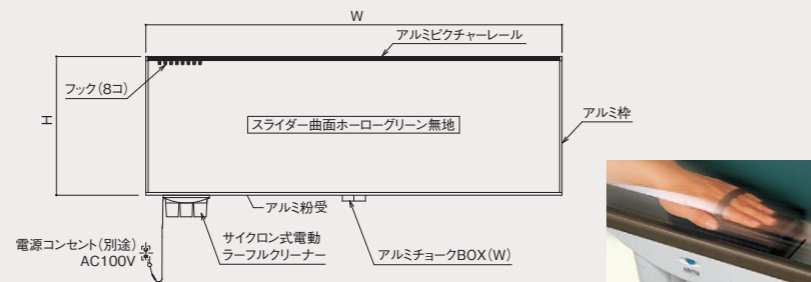 W
アルミピクチャーレール
フック(8コ)
H
アルミ枠
スライダー曲面ホーローグリーン無地
アルミ粉受
電源コンセント(別途)
AC100V
サイクロン式電動
ラーフルクリーナー
アルミチョークBOX(W)